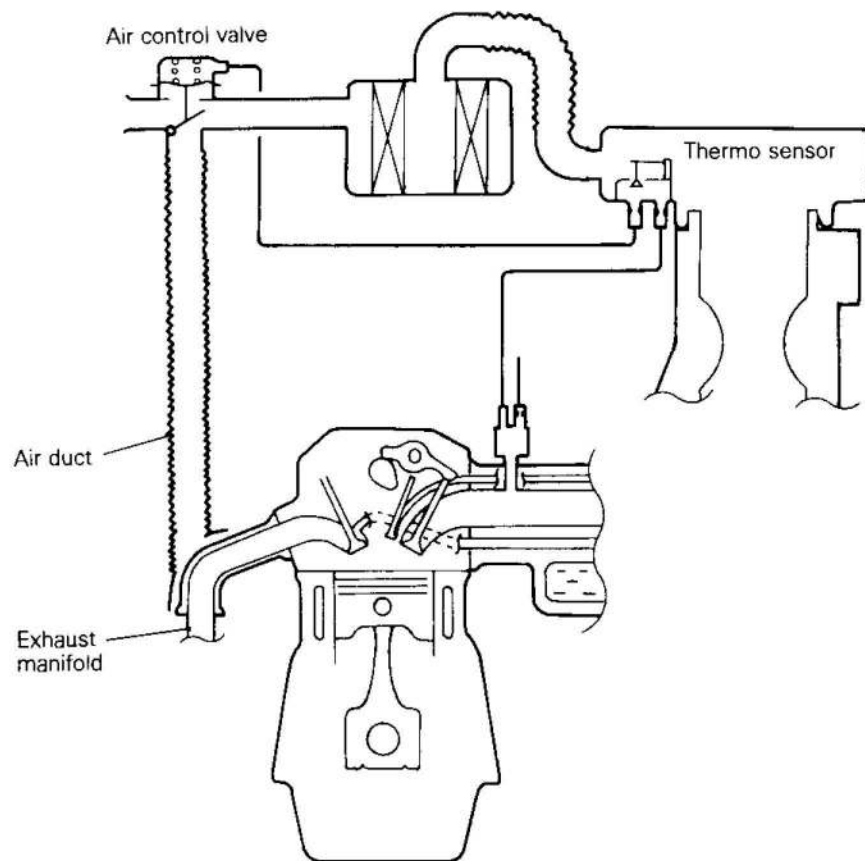 Air control valve
Thermo sensor
Air duct
Exhaust
manifold